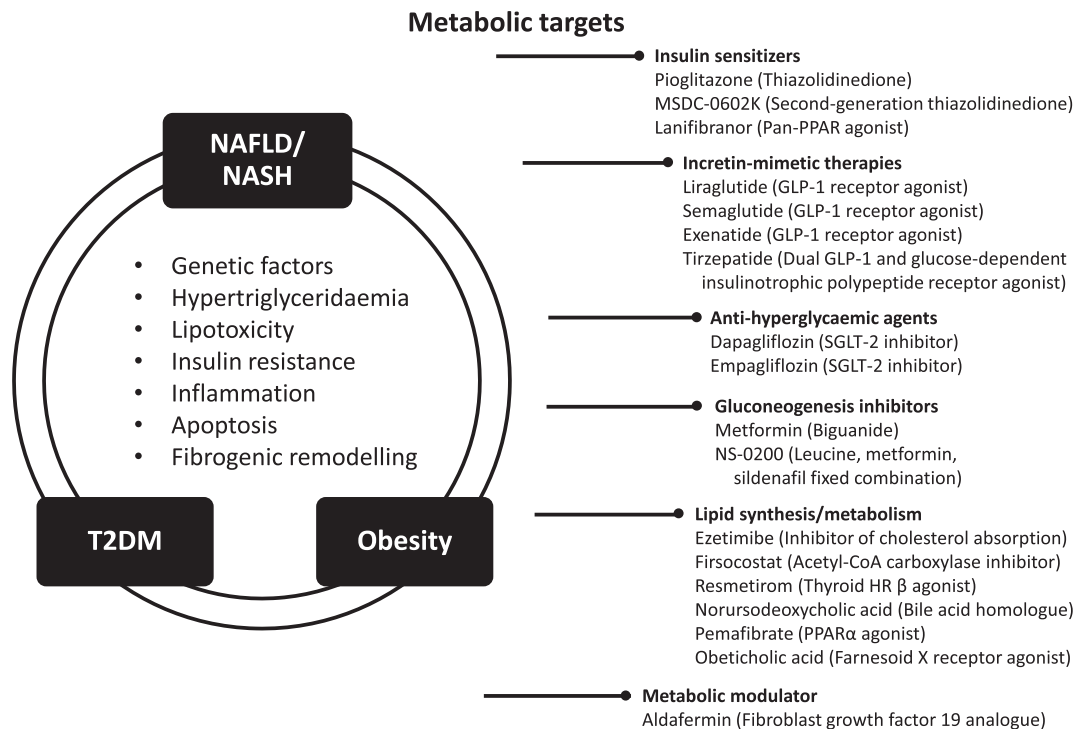 Metabolic targets
NAFLD/
NASH
• Genetic factors
• Hypertriglyceridaemia
• Lipotoxicity
• Insulin resistance
• Inflammation
• Apoptosis
• Fibrogenic remodelling
T2DM
Obesity
Insulin sensitizers
Pioglitazone (Thiazolidinedione)
MSDC-0602K (Second-generation thiazolidinedione)
Lanifibranor (Pan-PPAR agonist)
Incretin-mimetic therapies
Liraglutide (GLP-1 receptor agonist)
Semaglutide (GLP-1 receptor agonist)
Exenatide (GLP-1 receptor agonist)
Tirzepatide (Dual GLP-1 and glucose-dependent
insulinotrophic polypeptide receptor agonist)
Anti-hyperglycaemic agents
Dapagliflozin (SGLT-2 inhibitor)
Empagliflozin (SGLT-2 inhibitor)
Gluconeogenesis inhibitors
Metformin (Biguanide)
NS-0200 (Leucine, metformin,
sildenafil fixed combination)
Lipid synthesis/metabolism
Ezetimibe (Inhibitor of cholesterol absorption)
Firsocostat (Acetyl-CoA carboxylase inhibitor)
Resmetirom (Thyroid HR β agonist)
Norursodeoxycholic acid (Bile acid homologue)
Pemafibrate (PPARα agonist)
Obeticholic acid (Farnesoid X receptor agonist)
Metabolic modulator
Aldafermin (Fibroblast growth factor 19 analogue)